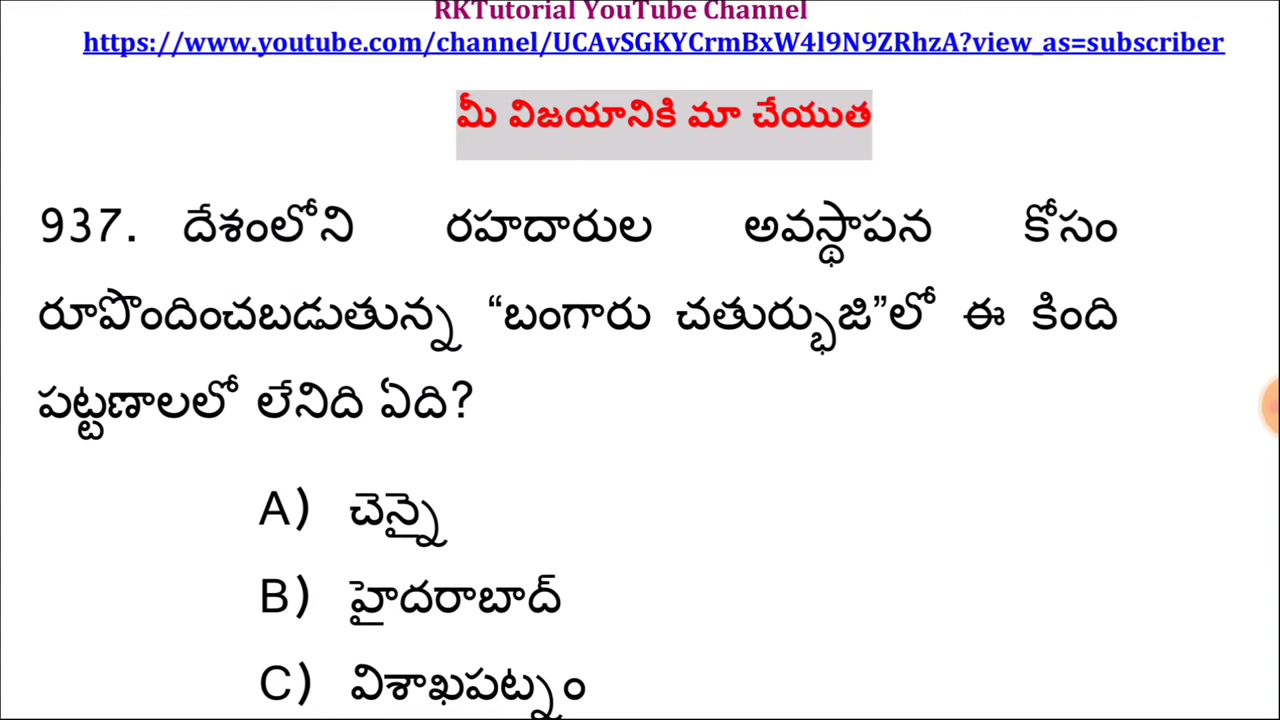 RKTutorial YouTube Channel
https://www.youtube.com/channel/UCAvSGKYCrmBxW4l9N9ZRhzA?view_as=subscriber
మీ విజయానికి మా చేయుత
937. దేశంలోని రహదారుల అవస్థాపన కోసం
రూపొందించబడుతున్న “బంగారు చతుర్భుజి”లో ఈ కింది
పట్టణాలలో లేనిది ఏది?
A) చెన్నై
B) హైదరాబాద్
C) విశాఖపట్నం